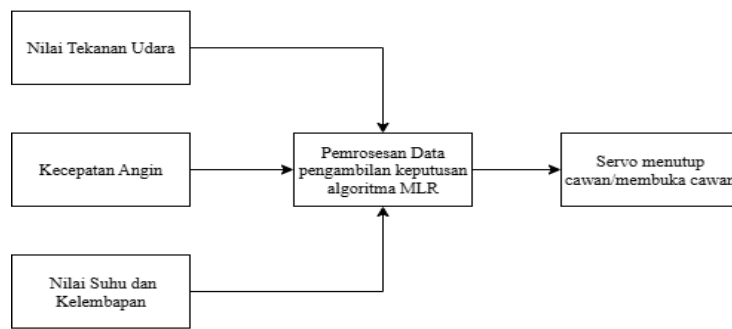 Nilai Tekanan Udara
Kecepatan Angin
Pemrosesan Data
pengambilan keputusan
algoritma MLR
Servo menutup
cawan/membuka cawan
Nilai Suhu dan
Kelembapan